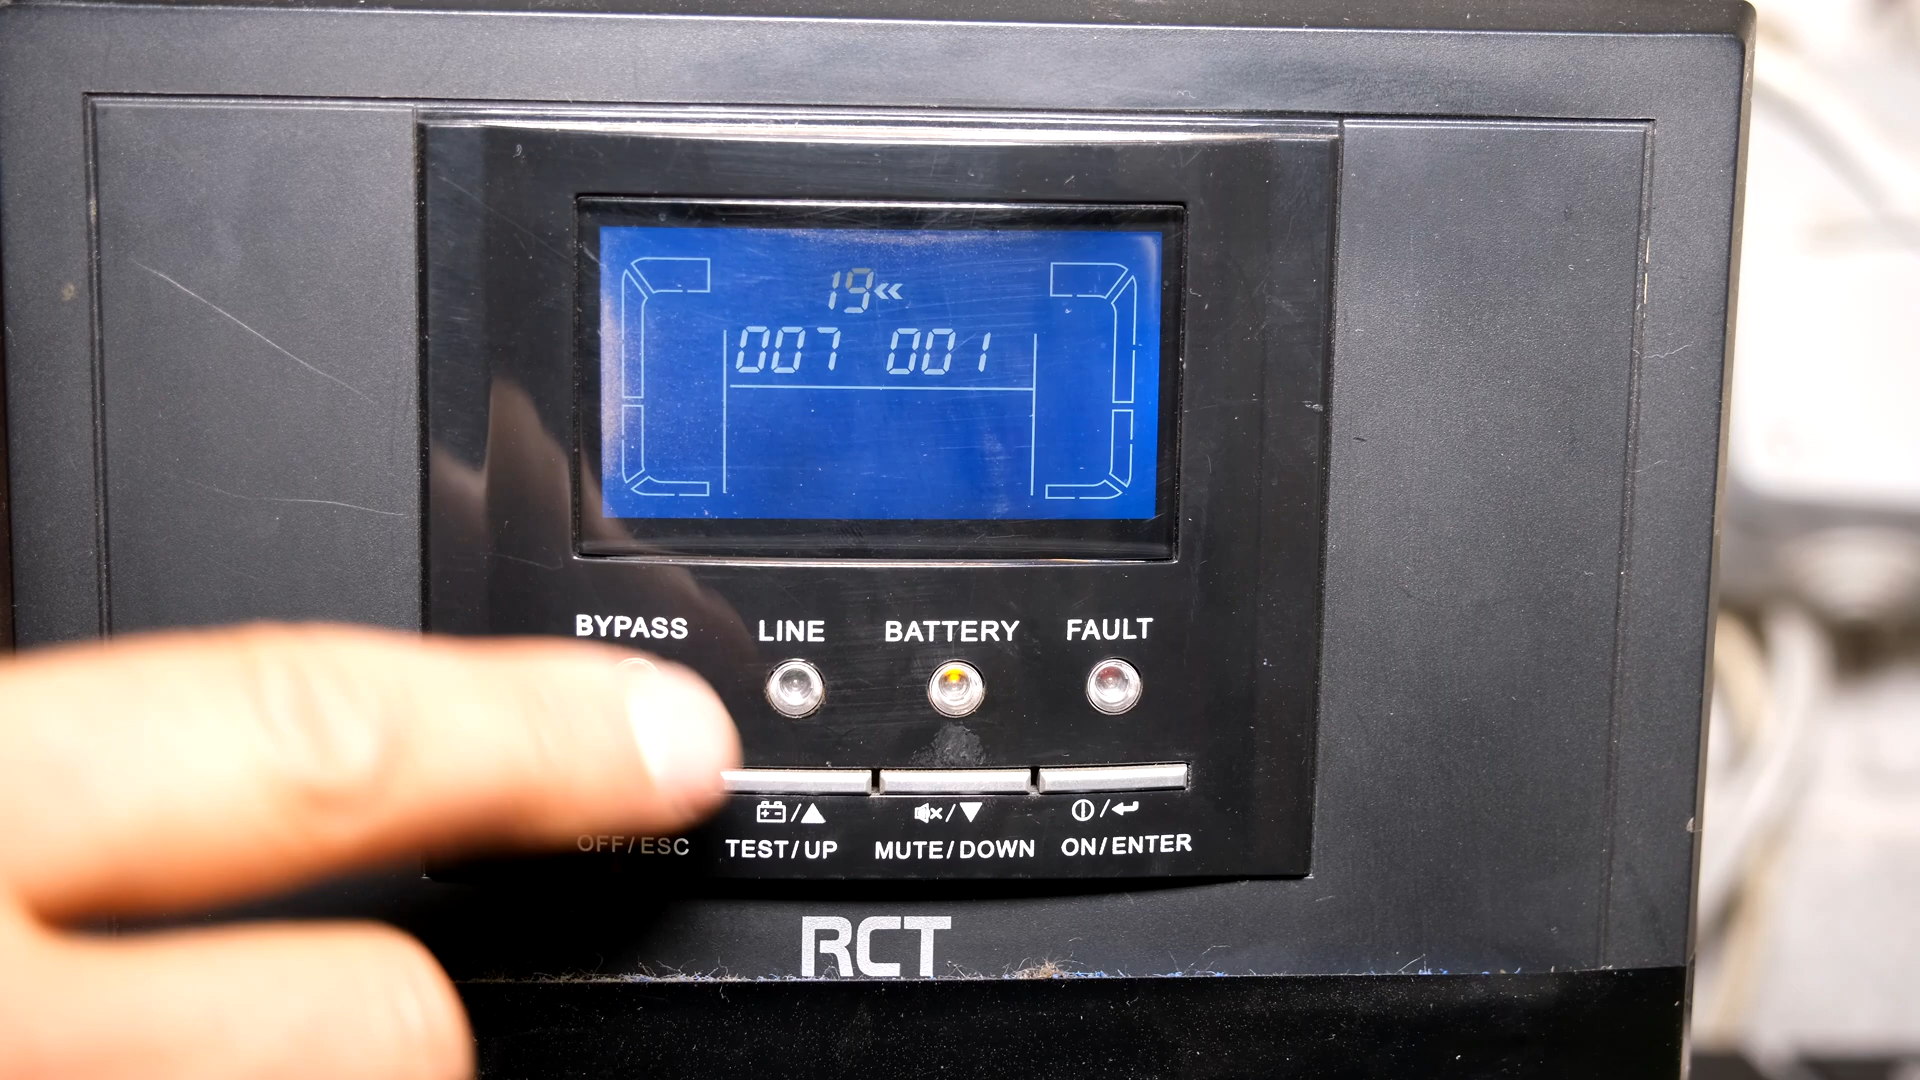 19
007 001
BYPASS LINE BATTERY FAULT
OFF/ESC TEST/UP MUTE/DOWN ON/ENTER
RCT